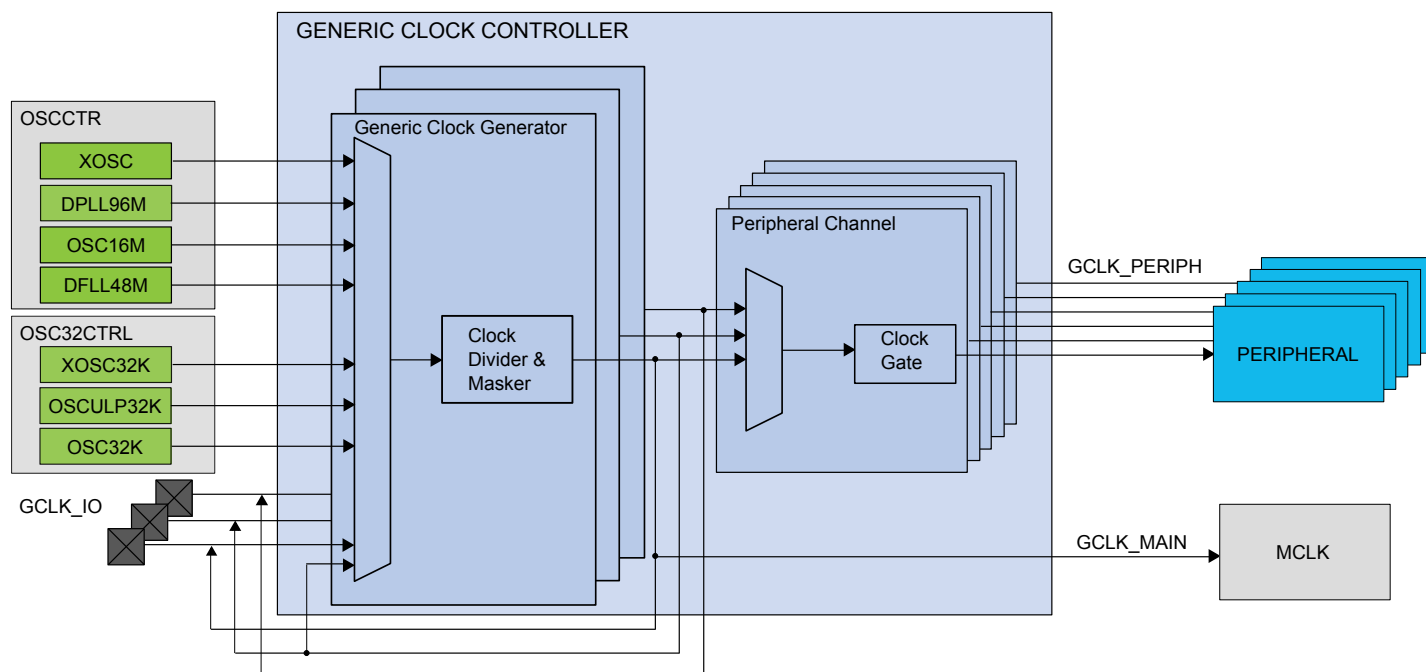 GENERIC CLOCK CONTROLLER
OSCCTR
XOSC
DPLL96M
OSC16M
DFLL48M
OSC32CTRL
XOSC32K
OSCULP32K
OSC32K
GCLK_IO
Generic Clock Generator
Clock
Divider &
Masker
Peripheral Channel
Clock
Gate
GCLK_PERIPH
PERIPHERAL
GCLK_MAIN
MCLK